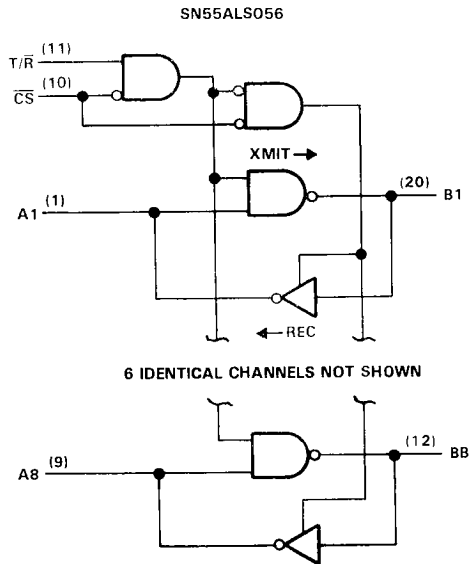 SN55ALS056
T/R̅ (11)
C̅S̅ (10)
XMIT →
A1 (1)
(20) B1
← REC
6 IDENTICAL CHANNELS NOT SHOWN
A8 (9)
(12) BB